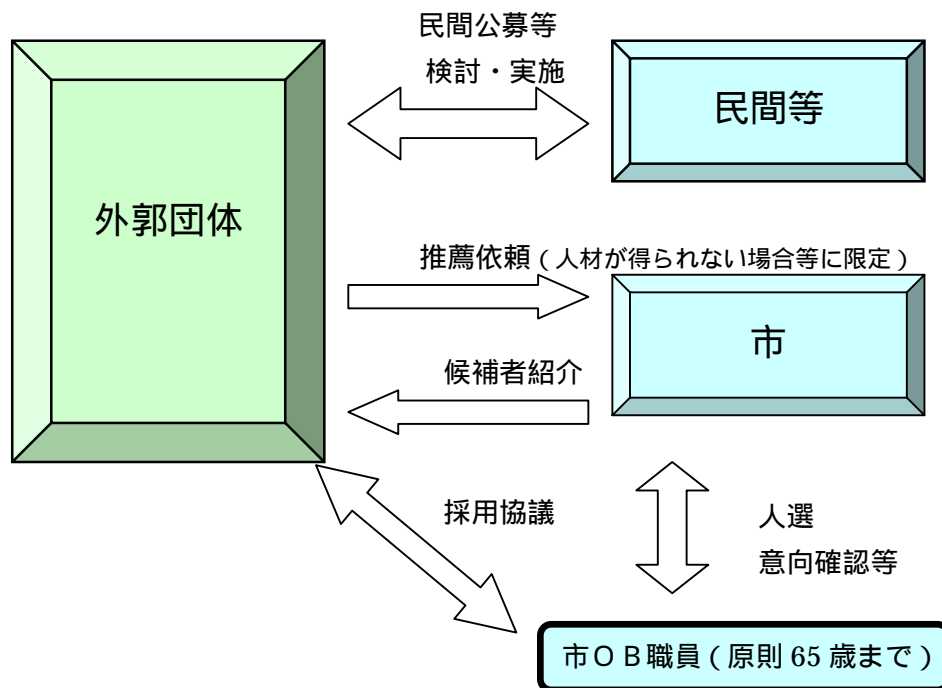 民間公募等
検討・実施
民間等
外郭団体
推薦依頼（人材が得られない場合等に限定）
市
候補者紹介
採用協議
人選
意向確認等
市ＯＢ職員（原則 65 歳まで）